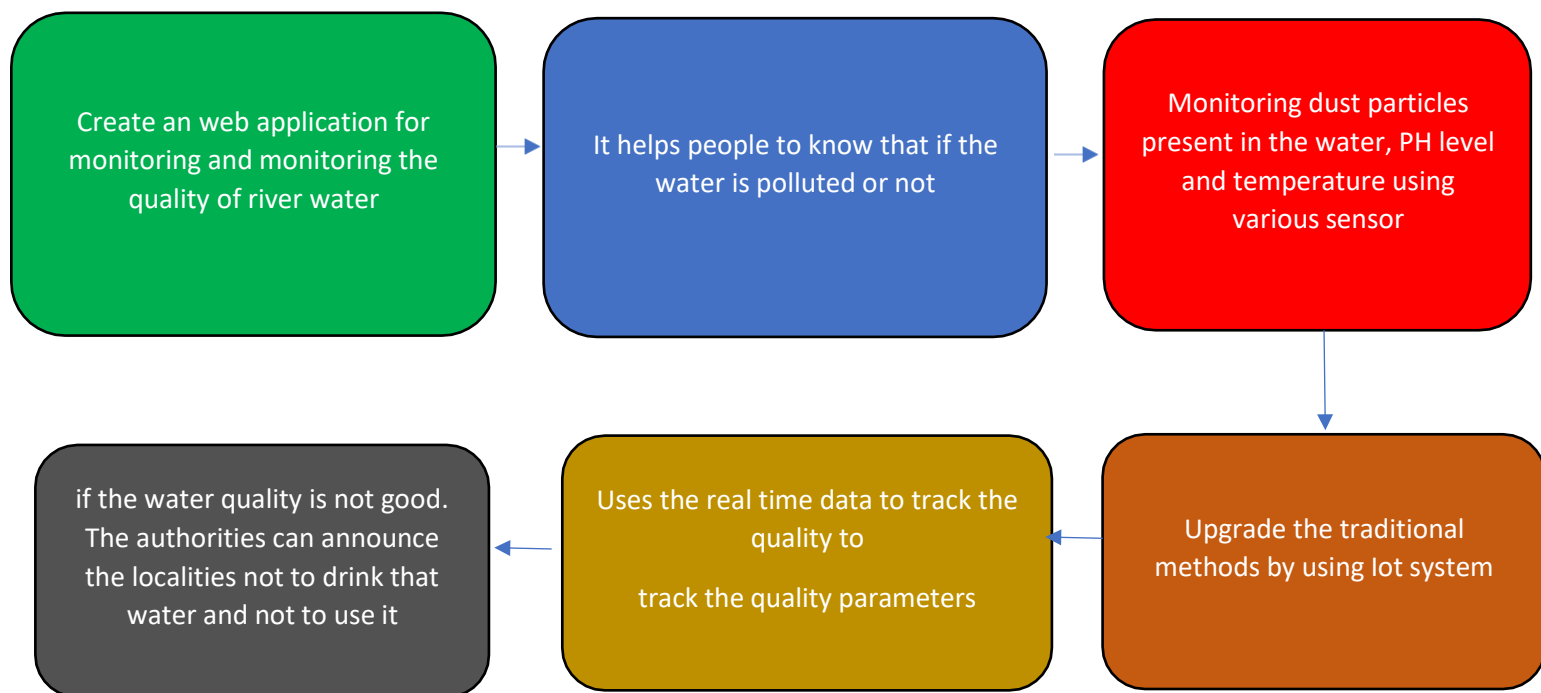 Create an web application for
monitoring and monitoring the
quality of river water
It helps people to know that if the
water is polluted or not
Monitoring dust particles
present in the water, PH level
and temperature using
various sensor
Upgrade the traditional
methods by using Iot system
Uses the real time data to track the
quality to
track the quality parameters
if the water quality is not good.
The authorities can announce
the localities not to drink that
water and not to use it